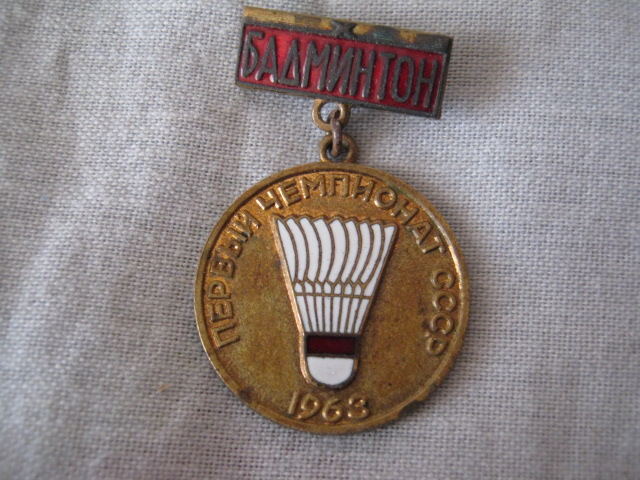 БАДМИНТОН
ПЕРВЫЙ ЧЕМПИОНАТ СССР
1963